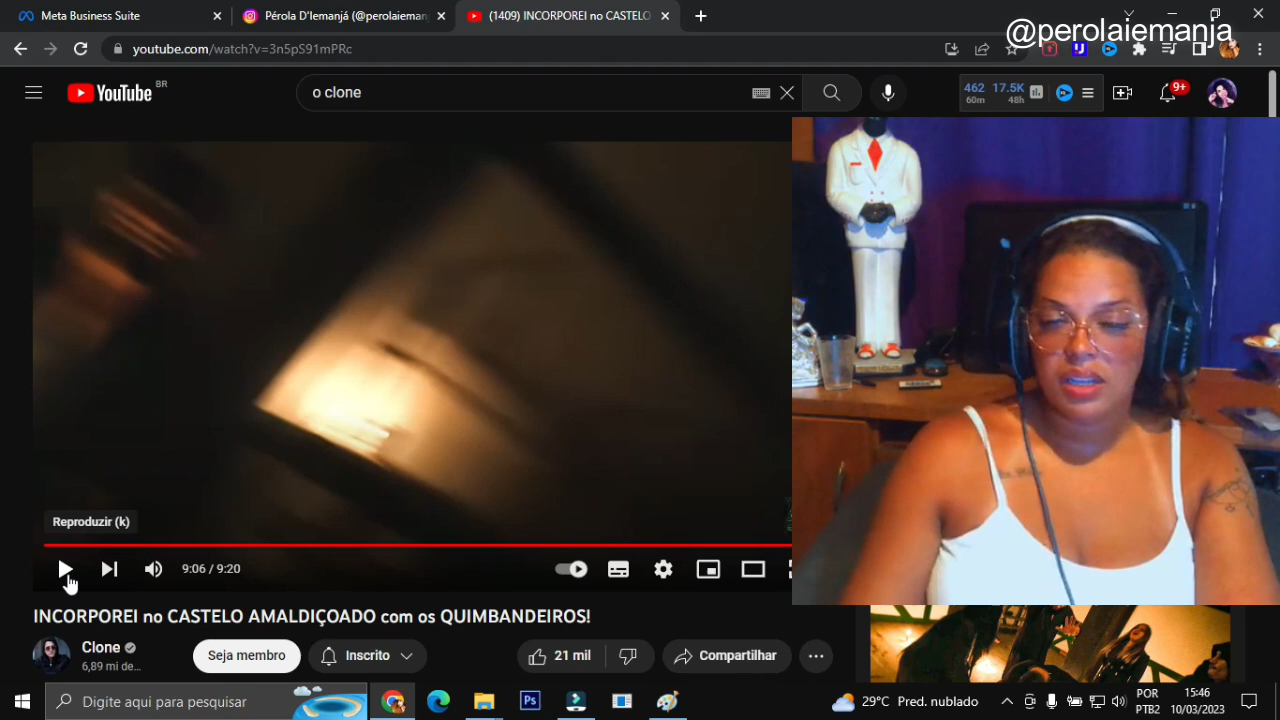 Meta Business Suite
Pérola D'Iemanjá (@perolaieman
(1409) INCORPOREI no CASTELO
@perolaiemanja
youtube.com/watch?v=3n5pS91mPRc
YouTube BR
o clone
462 17.5K
60m 48h
9+
Reproduzir (k)
9:06 / 9:20
INCORPOREI no CASTELO AMALDIÇOADO com os QUIMBANDEIROS!
Clone
6,89 mi de...
Seja membro
Inscrito
21 mil
Compartilhar
Digite aqui para pesquisar
Ps
29°C Pred. nublado
POR
PTB2
15:46
10/03/2023